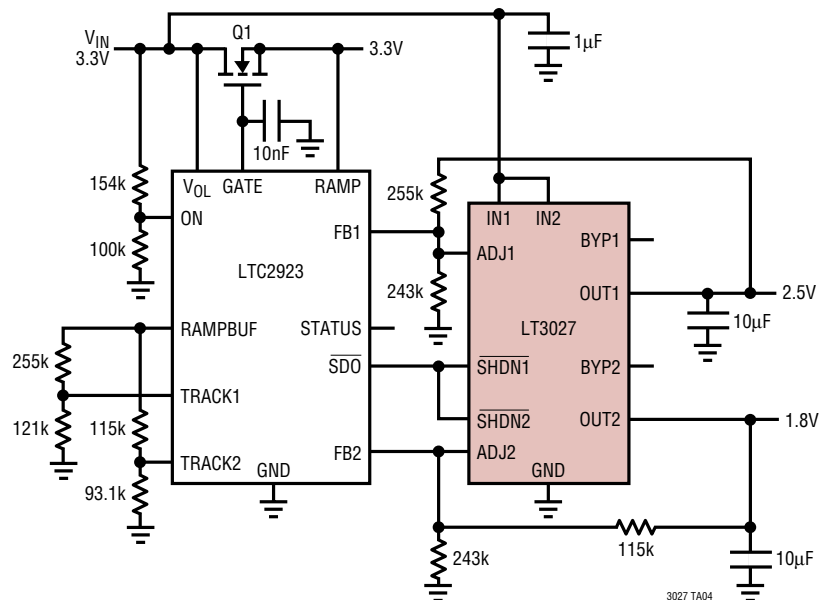 Q1
VIN
3.3V
3.3V
1µF
10nF
154k
VOL GATE RAMP
255k
IN1 IN2
ON
FB1
BYP1
100k
ADJ1
LTC2923
243k
OUT1
2.5V
RAMPBUF
STATUS
LT3027
10µF
255k
SDO
SHDN1
BYP2
TRACK1
121k
115k
SHDN2
OUT2
1.8V
TRACK2
GND
FB2
ADJ2
93.1k
GND
243k
115k
10µF
3027 TA04